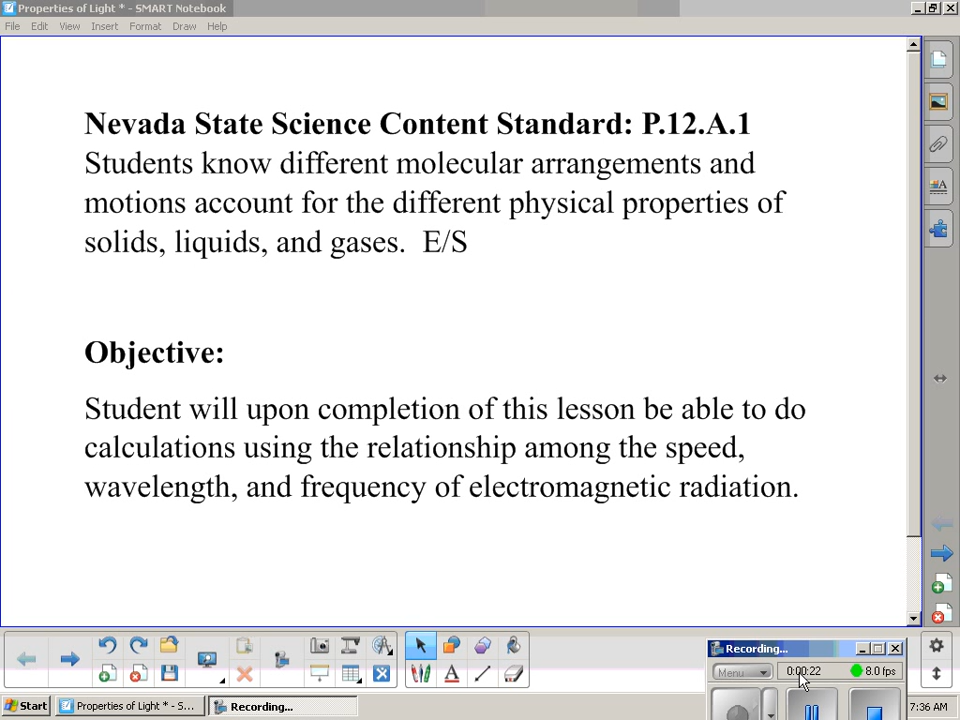 Properties of Light * - SMART Notebook
File Edit View Insert Format Draw Help
Nevada State Science Content Standard: P.12.A.1
Students know different molecular arrangements and
motions account for the different physical properties of
solids, liquids, and gases. E/S
Objective:
Student will upon completion of this lesson be able to do
calculations using the relationship among the speed,
wavelength, and frequency of electromagnetic radiation.
Recording...
Menu 0:00:22 8.0 fps
Start Properties of Light * - S... Recording... 7:36 AM